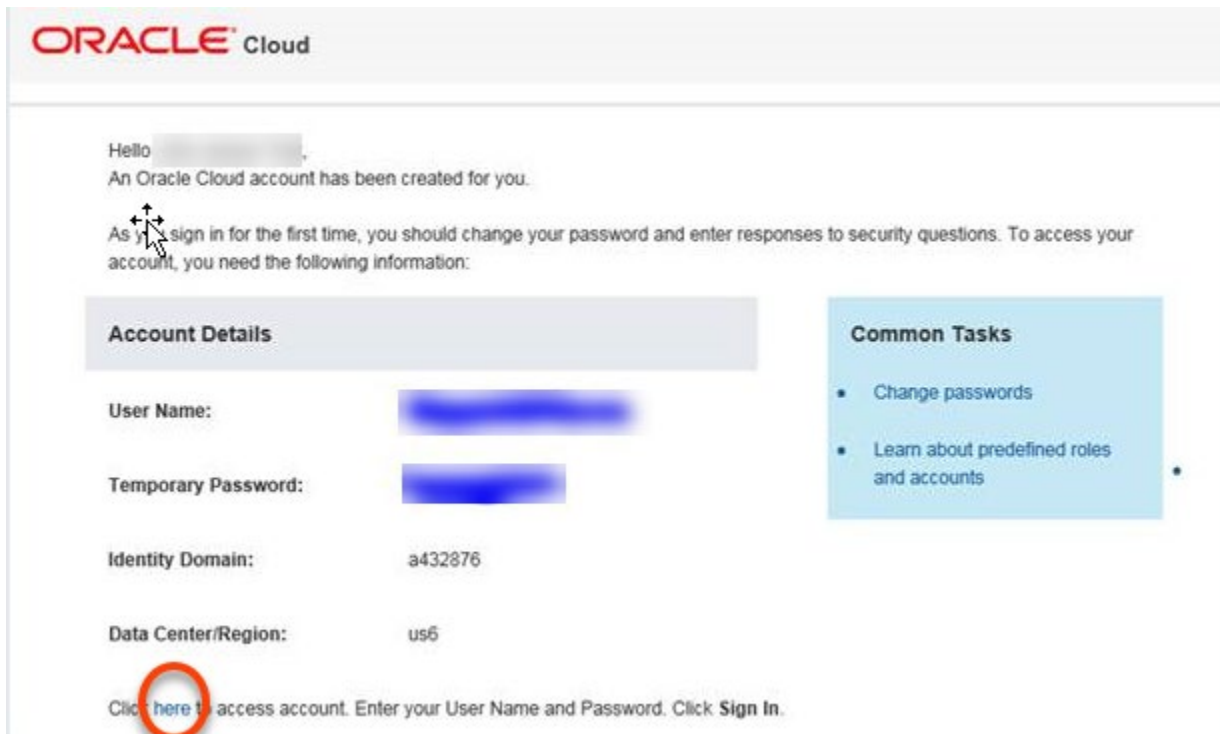 ORACLE Cloud
Hello ,
An Oracle Cloud account has been created for you.
As you sign in for the first time, you should change your password and enter responses to security questions. To access your
account, you need the following information:
Account Details
User Name:
Temporary Password:
Identity Domain: a432876
Data Center/Region: us6
Common Tasks
• Change passwords
• Learn about predefined roles
and accounts
•
Click here to access account. Enter your User Name and Password. Click Sign In.